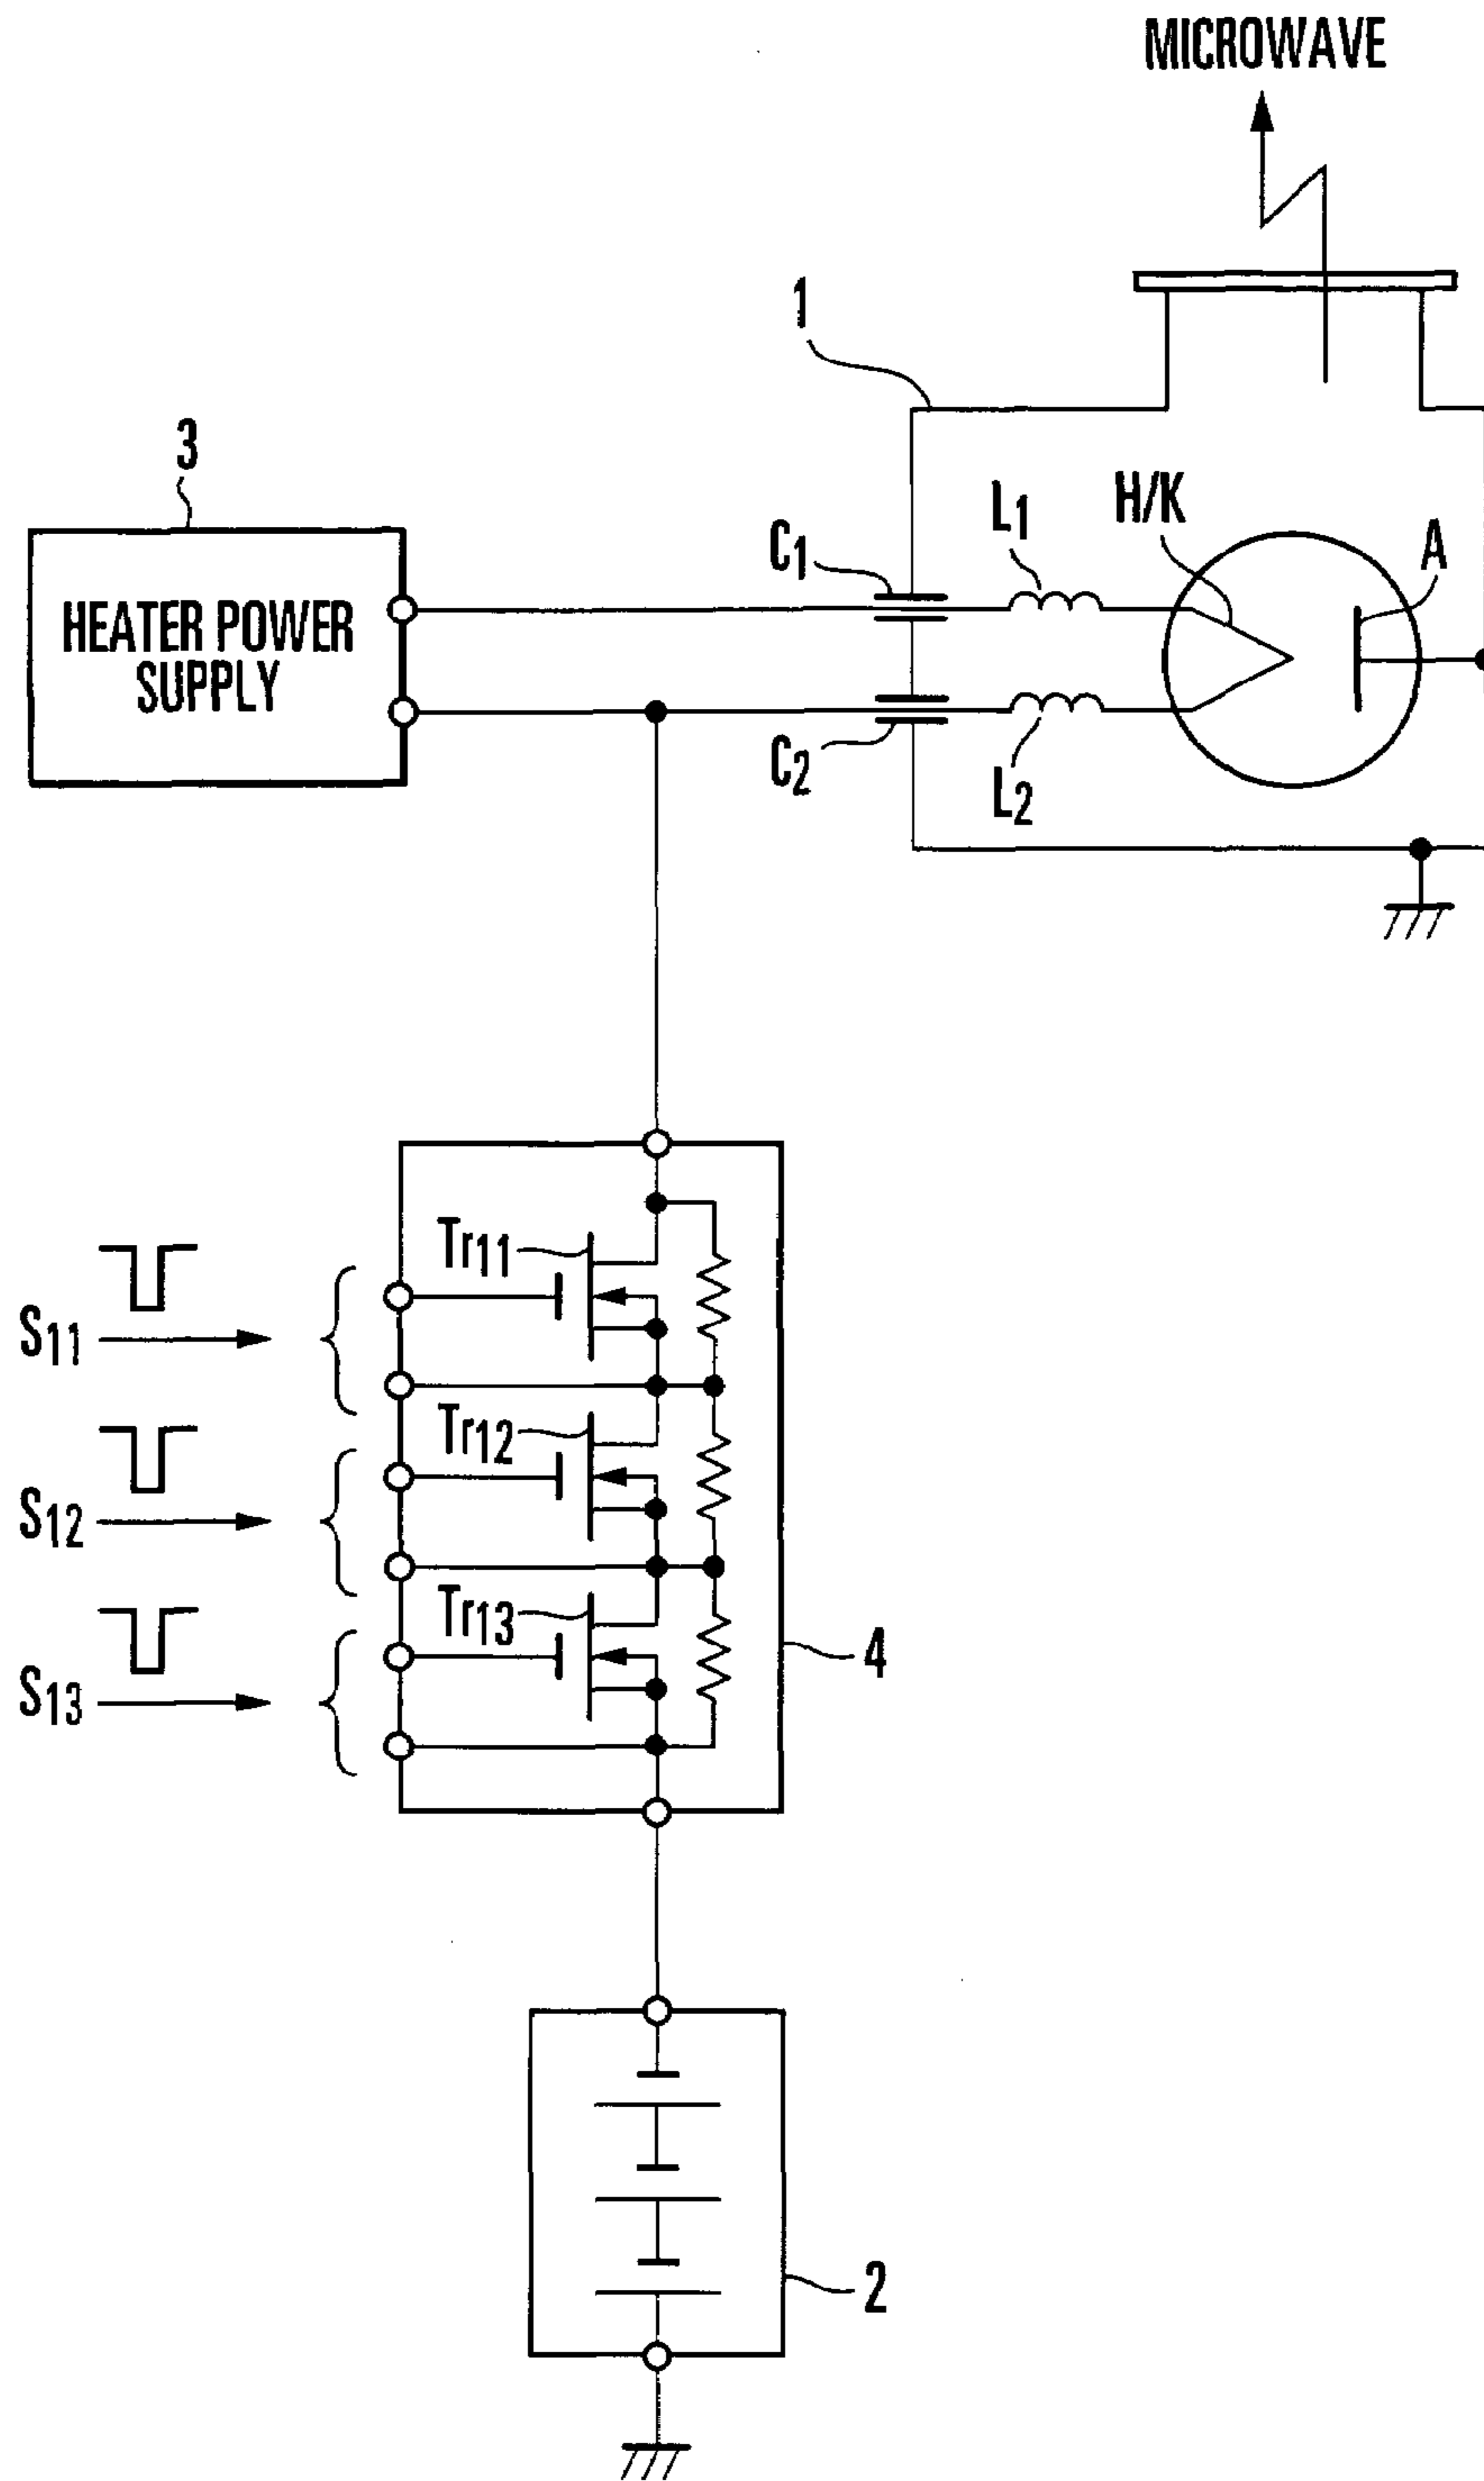 MICROWAVE
1
3
HEATER POWER
SUPPLY
C1
L1
H/K
A
C2
L2
Tr11
S11
Tr12
S12
Tr13
S13
4
2